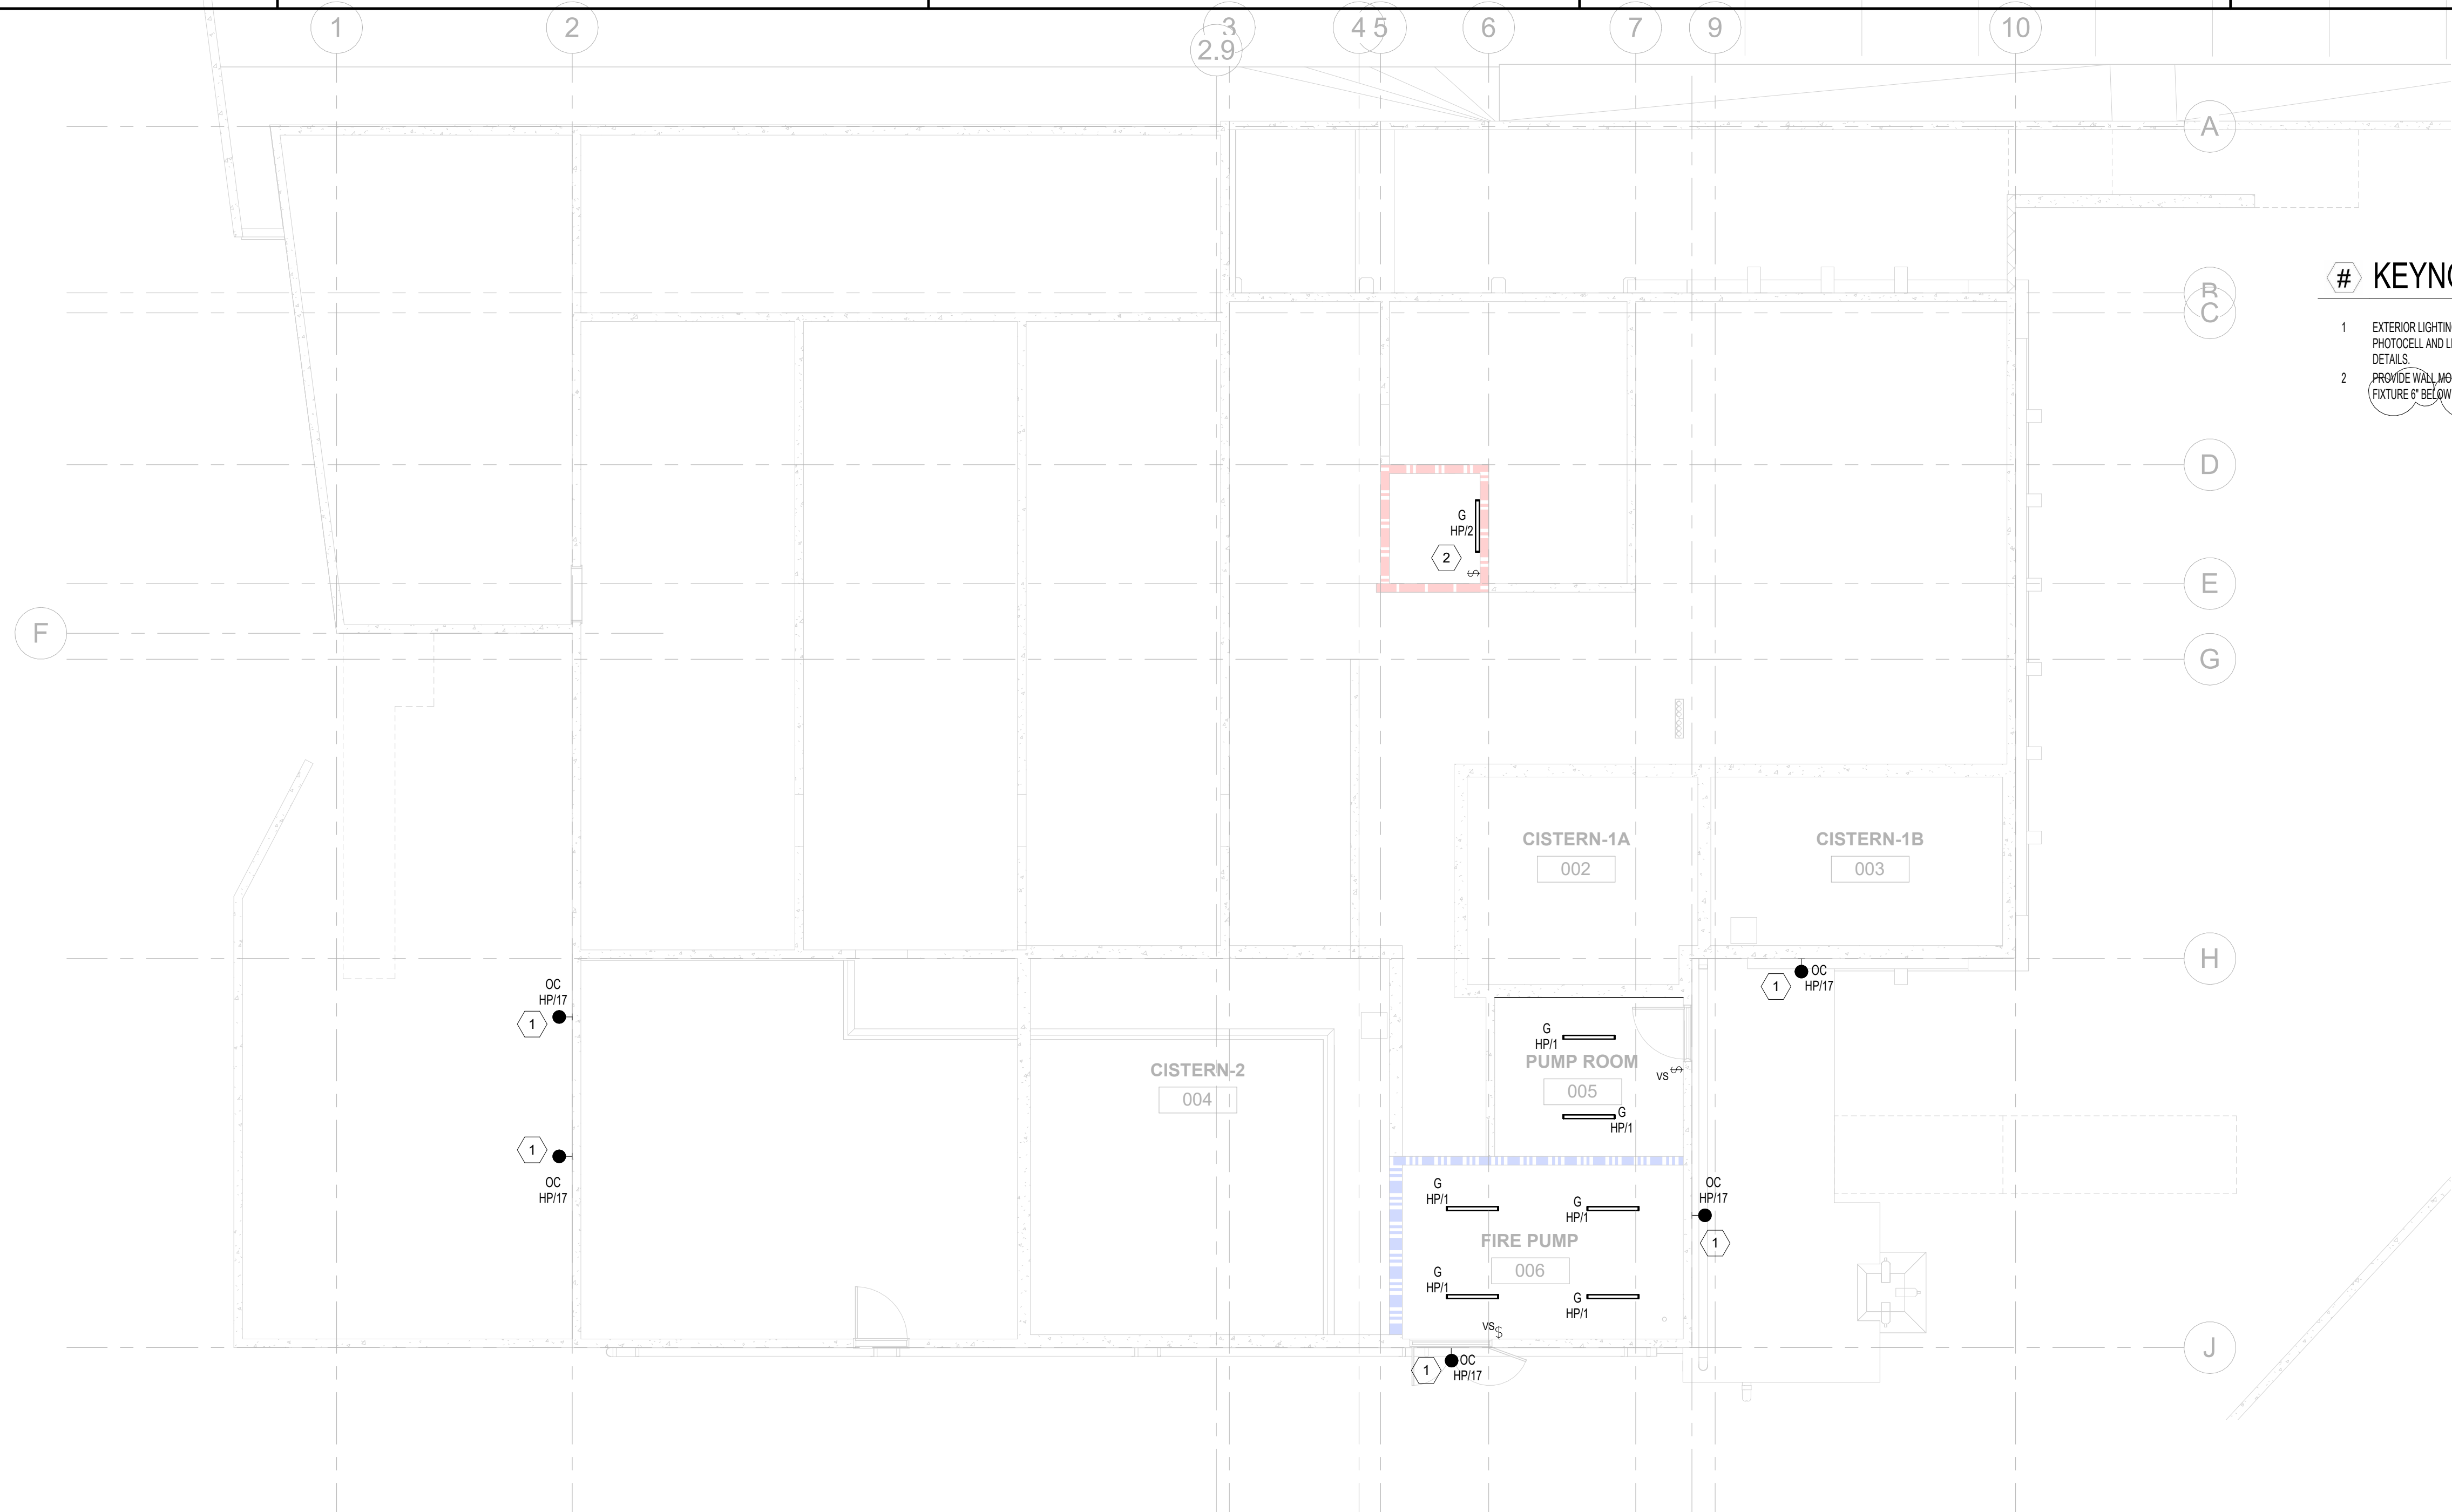 1
2
3
2.9
4
5
6
7
9
10
A
B
C
D
E
F
G
H
J
#
1 EXTERIOR LIGHTIN
PHOTOCELL AND
DETAILS.
2 PROVIDE WALL MO
FIXTURE 6" BELOW
G
HP/2
2
$
CISTERN-1A
002
CISTERN-1B
003
OC
HP/17
1
OC
HP/17
1
1
OC
HP/17
CISTERN-2
004
G
HP/1
PUMP ROOM
VS $
005
G
HP/1
G
HP/1
G
HP/1
OC
HP/17
1
FIRE PUMP
006
G
HP/1
G
HP/1
VS $
1
OC
HP/17